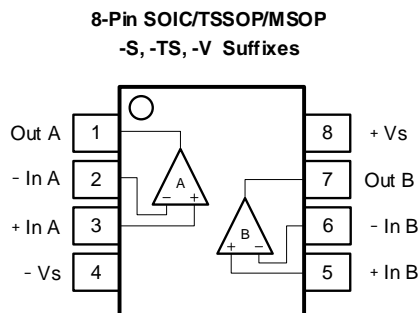 8-Pin SOIC/TSSOP/MSOP
-S, -TS, -V Suffixes
Out A 1
8 + Vs
- In A 2
7 Out B
+ In A 3
6 - In B
- Vs 4
5 + In B
A
- +
B
+ -